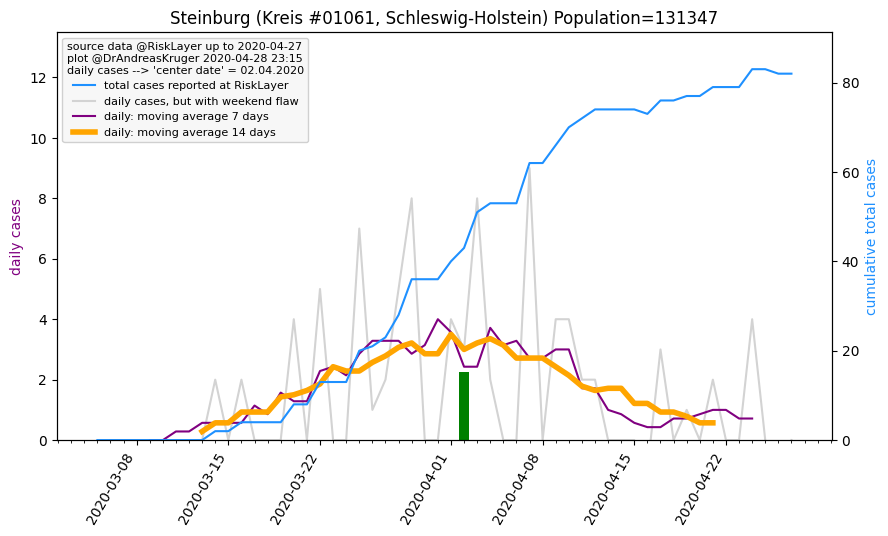 Steinburg (Kreis #01061, Schleswig-Holstein) Population=131347
source data @RiskLayer up to 2020-04-27
plot @DrAndreasKruger 2020-04-28 23:15
daily cases --> 'center date' = 02.04.2020
total cases reported at RiskLayer
daily cases, but with weekend flaw
daily: moving average 7 days
daily: moving average 14 days
daily cases
0
2
4
6
8
10
12
cumulative total cases
0
20
40
60
80
2020-03-08
2020-03-15
2020-03-22
2020-04-01
2020-04-08
2020-04-15
2020-04-22